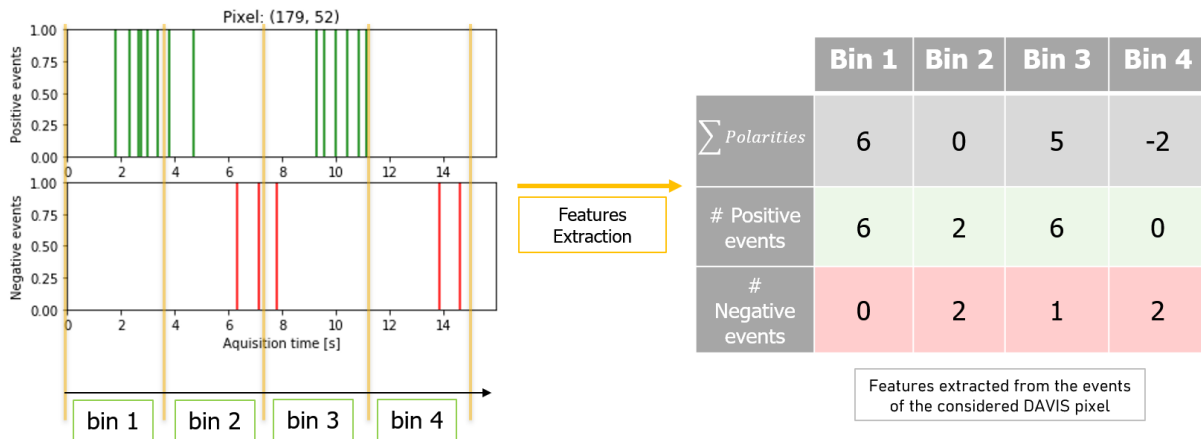 Pixel: (179, 52)
Positive events
1.00
0.75
0.50
0.25
0.00
0 2 4 6 8 10 12 14
Negative events
1.00
0.75
0.50
0.25
0.00
0 2 4 6 8 10 12 14
Aquisition time [s]
bin 1 bin 2 bin 3 bin 4
Features
Extraction
Bin 1 Bin 2 Bin 3 Bin 4
∑ Polarities 6 0 5 -2
# Positive
events
6 2 6 0
#
Negative
events
0 2 1 2
Features extracted from the events
of the considered DAVIS pixel